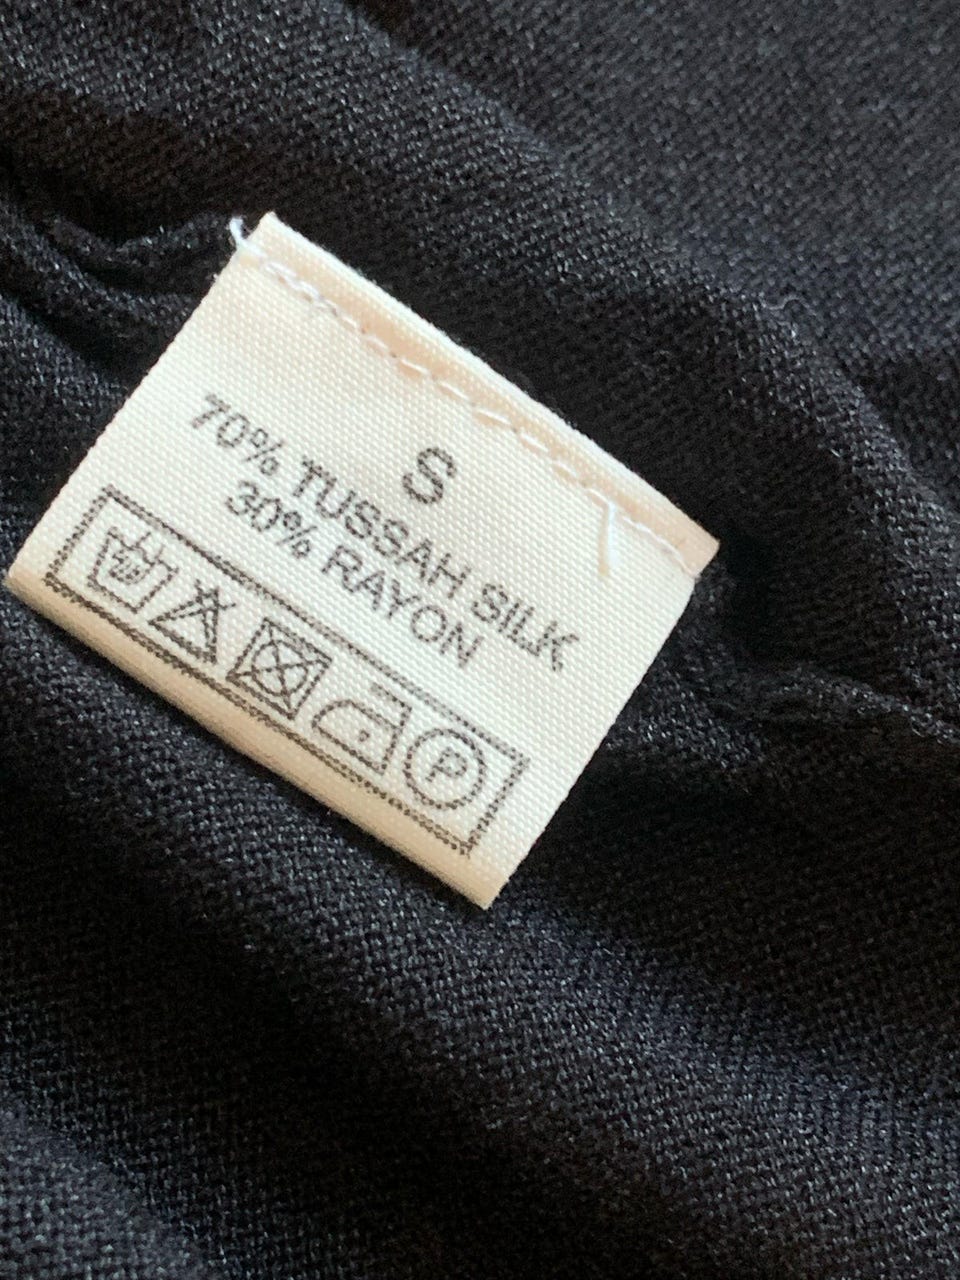 S
70% TUSSAH SILK
30% RAYON
P